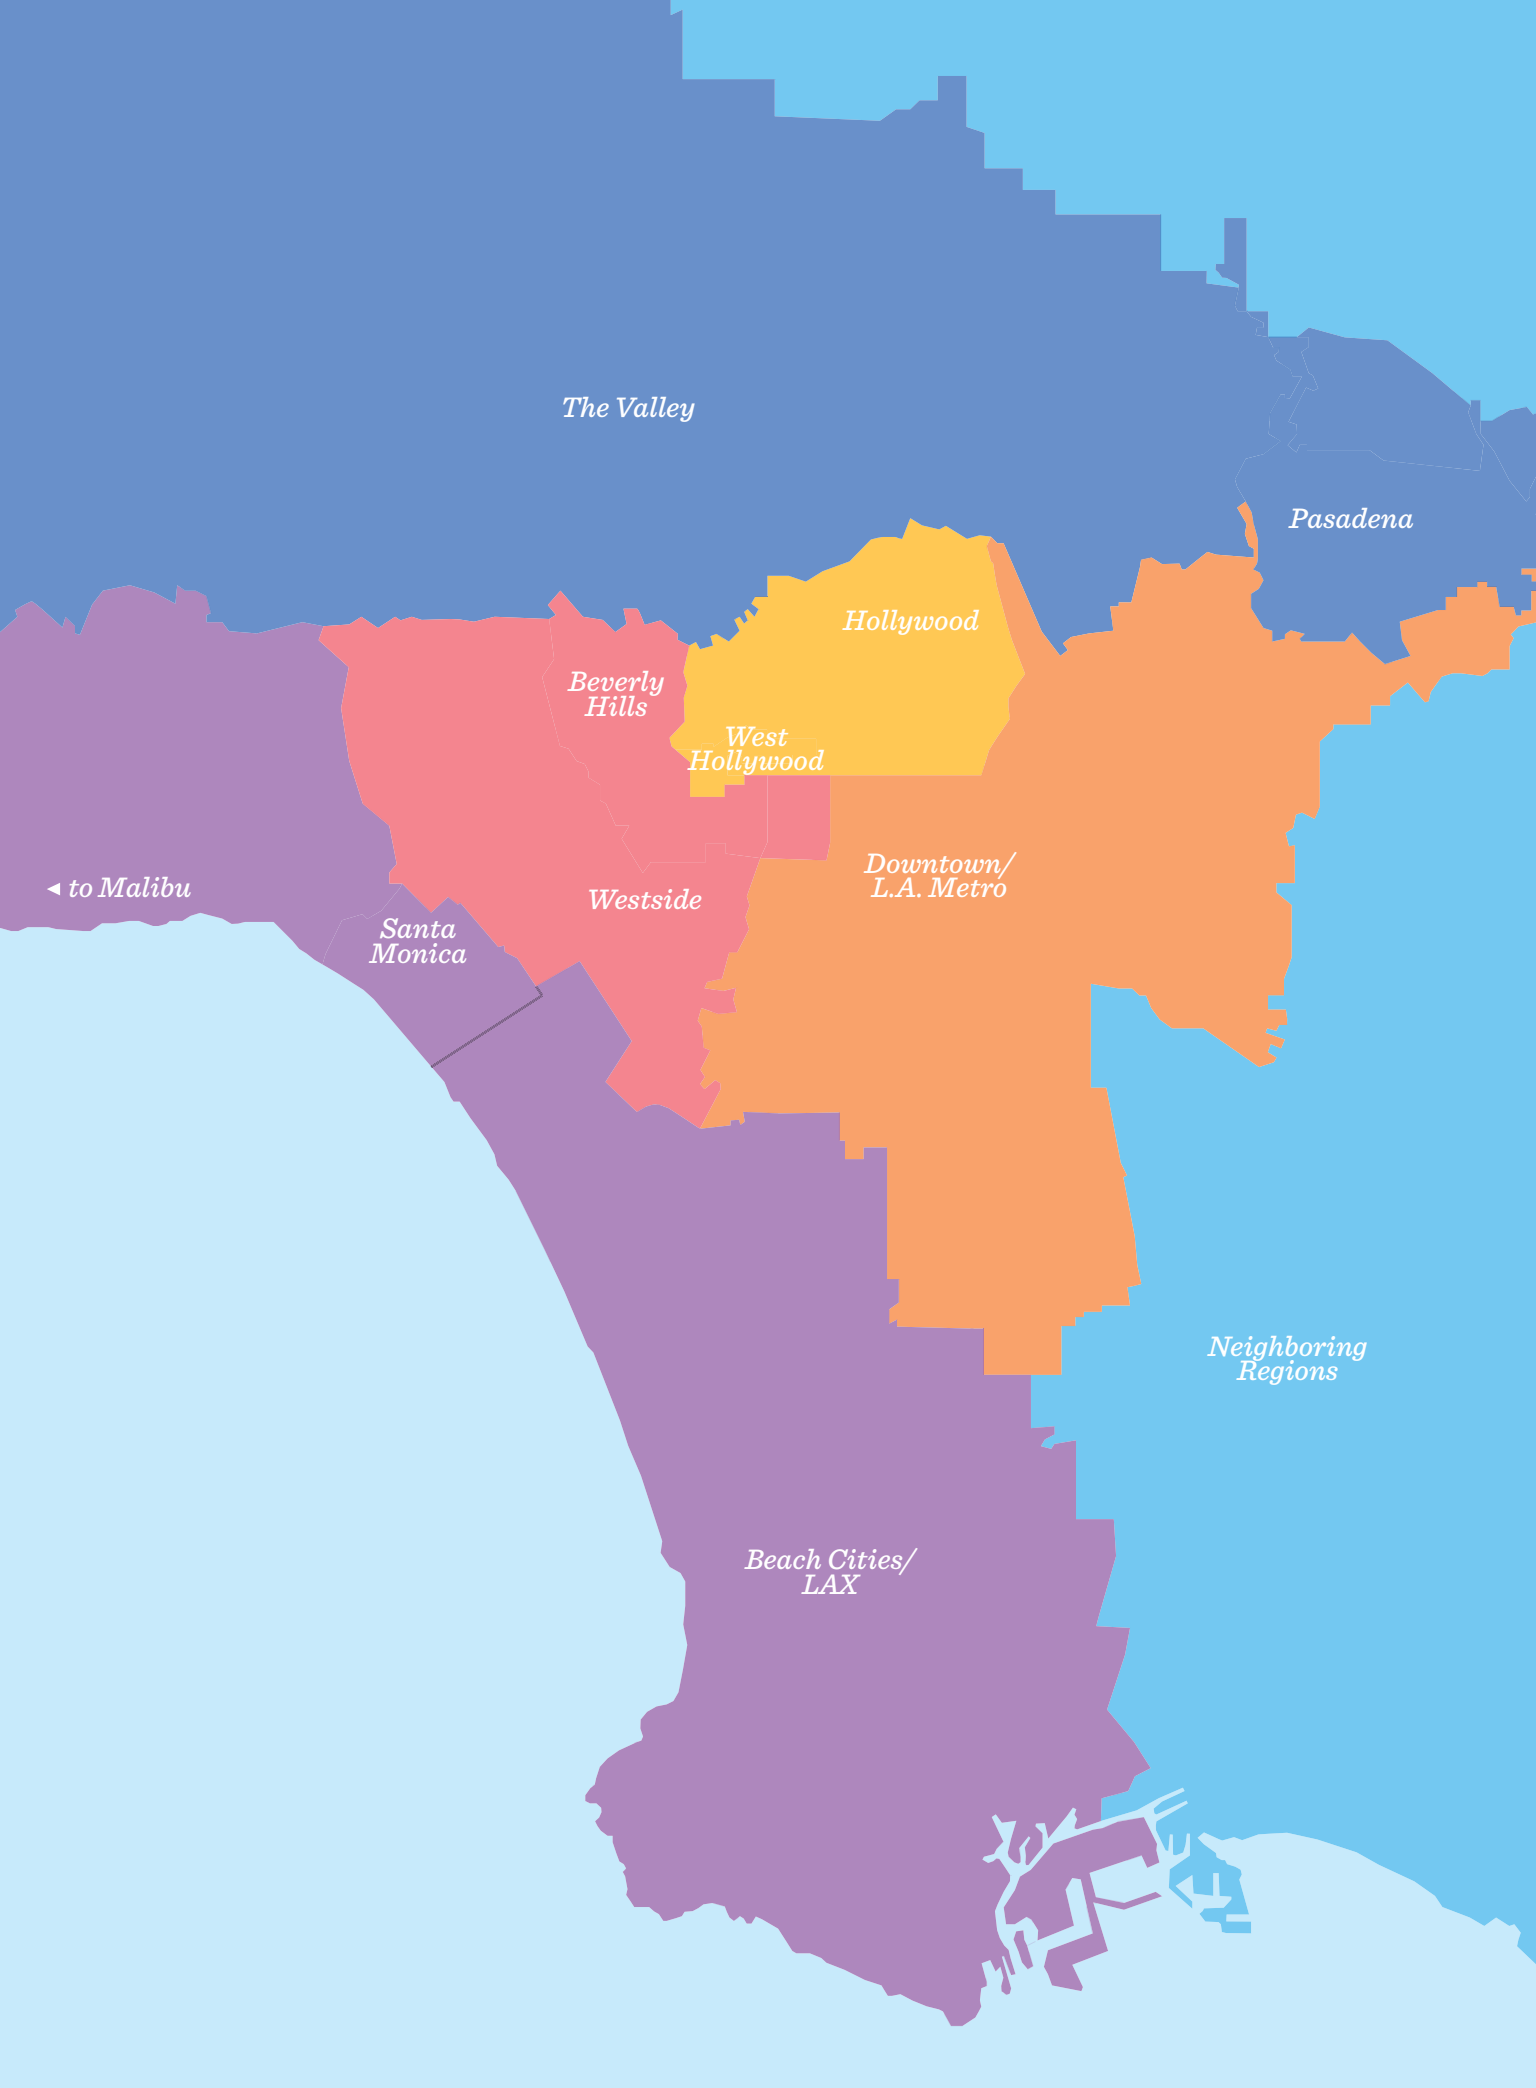 The Valley
Pasadena
Hollywood
Beverly
Hills
West
Hollywood
Downtown/
L.A. Metro
◄ to Malibu
Westside
Santa
Monica
Neighboring
Regions
Beach Cities/
LAX